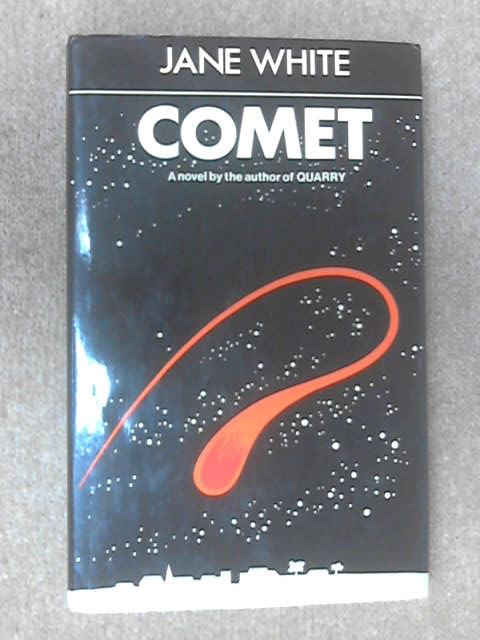 JANE WHITE
COMET
A novel by the author of QUARRY